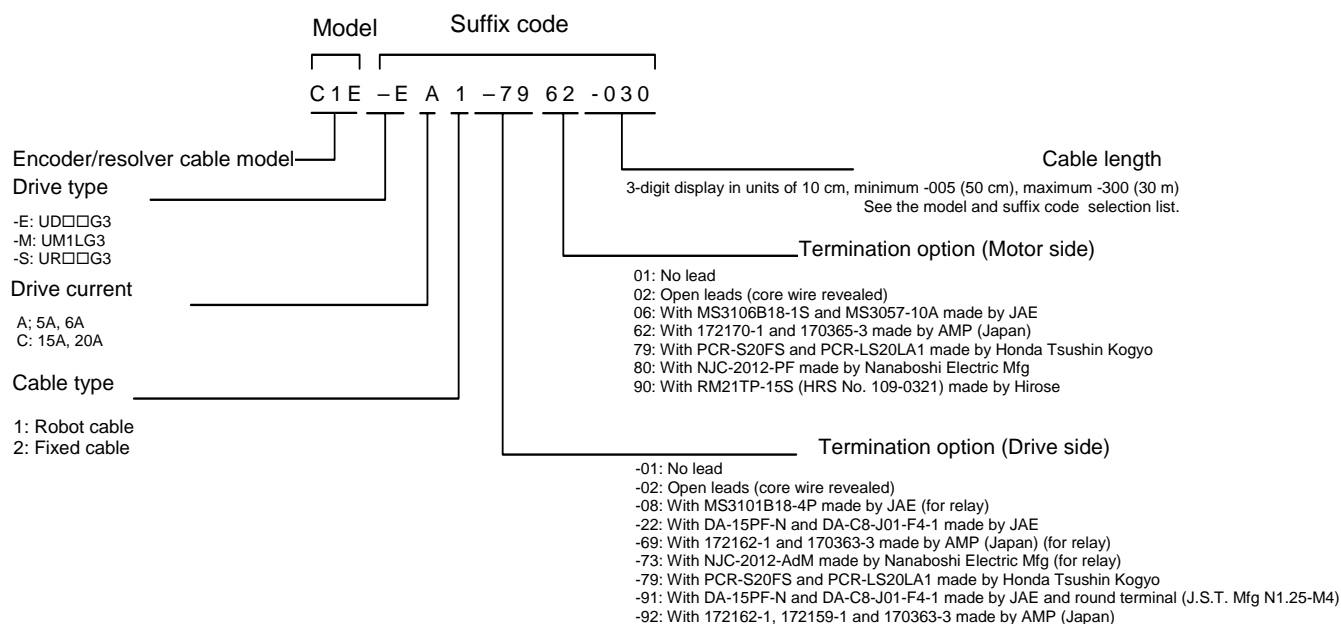 Model Suffix code
C1E –E A 1 –79 62 -030
Encoder/resolver cable model
Drive type
-E: UD□□G3
-M: UM1LG3
-S: UR□□G3
Drive current
A; 5A, 6A
C: 15A, 20A
Cable type
1: Robot cable
2: Fixed cable
Cable length
3-digit display in units of 10 cm, minimum -005 (50 cm), maximum -300 (30 m)
See the model and suffix code selection list.
Termination option (Motor side)
01: No lead
02: Open leads (core wire revealed)
06: With MS3106B18-1S and MS3057-10A made by JAE
62: With 172170-1 and 170365-3 made by AMP (Japan)
79: With PCR-S20FS and PCR-LS20LA1 made by Honda Tsushin Kogyo
80: With NJC-2012-PF made by Nanaboshi Electric Mfg
90: With RM21TP-15S (HRS No. 109-0321) made by Hirose
Termination option (Drive side)
-01: No lead
-02: Open leads (core wire revealed)
-08: With MS3101B18-4P made by JAE (for relay)
-22: With DA-15PF-N and DA-C8-J01-F4-1 made by JAE
-69: With 172162-1 and 170363-3 made by AMP (Japan) (for relay)
-73: With NJC-2012-AdM made by Nanaboshi Electric Mfg (for relay)
-79: With PCR-S20FS and PCR-LS20LA1 made by Honda Tsushin Kogyo
-91: With DA-15PF-N and DA-C8-J01-F4-1 made by JAE and round terminal (J.S.T. Mfg N1.25-M4)
-92: With 172162-1, 172159-1 and 170363-3 made by AMP (Japan)